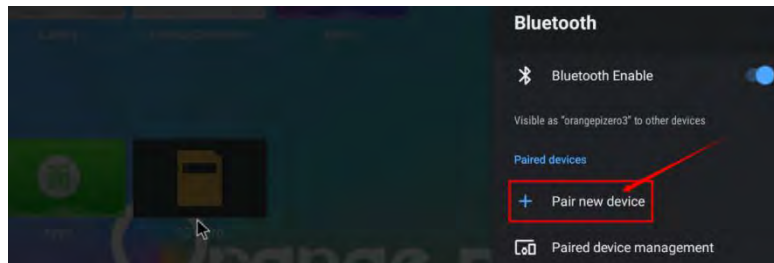 Bluetooth
Bluetooth Enable
Visible as "orangepizero3" to other devices
Paired devices
Pair new device
Paired device management